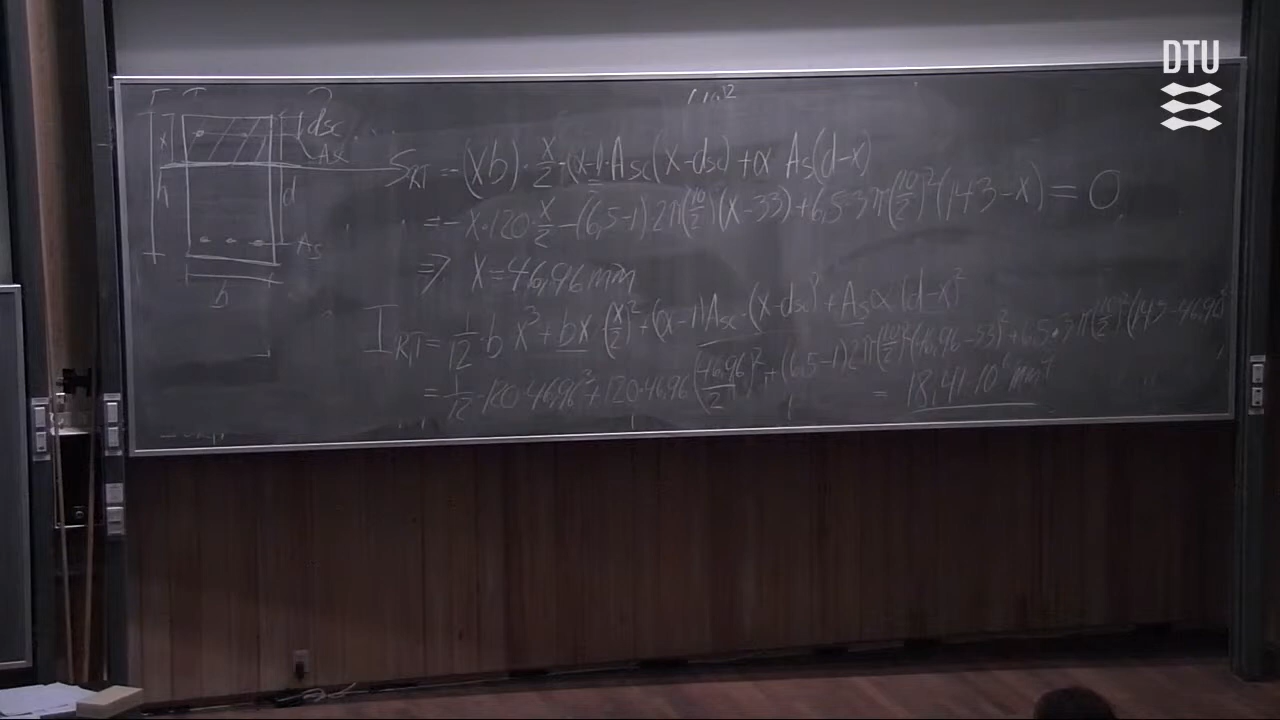 DTU
x
h
b
d
dsc
Asc
As
S_RT = -(xb)·x/2-(α-1)·Asc(x-dsc)+α As(d-x)
= -x·120·x/2-(6,5-1)2π(10/2)²(x-33)+6,5·3π(10/2)²(143-x) = 0
⇒ x=46,96mm
I_RT = 1/12·b x³+bx·(x/2)²+(α-1)Asc·(x-dsc)²+As α(d-x)²
= 1/12·120·46,96³+120·46,96(46,96/2)²+(6,5-1)2π(10/2)²(46,96-33)²+6,5·3π(10/2)²(143-46,96)²
= 18,41·10⁶ mm⁴